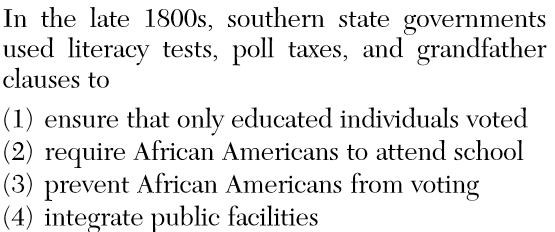 In the late 1800s, southern state governments
used literacy tests, poll taxes, and grandfather
clauses to
(1) ensure that only educated individuals voted
(2) require African Americans to attend school
(3) prevent African Americans from voting
(4) integrate public facilities